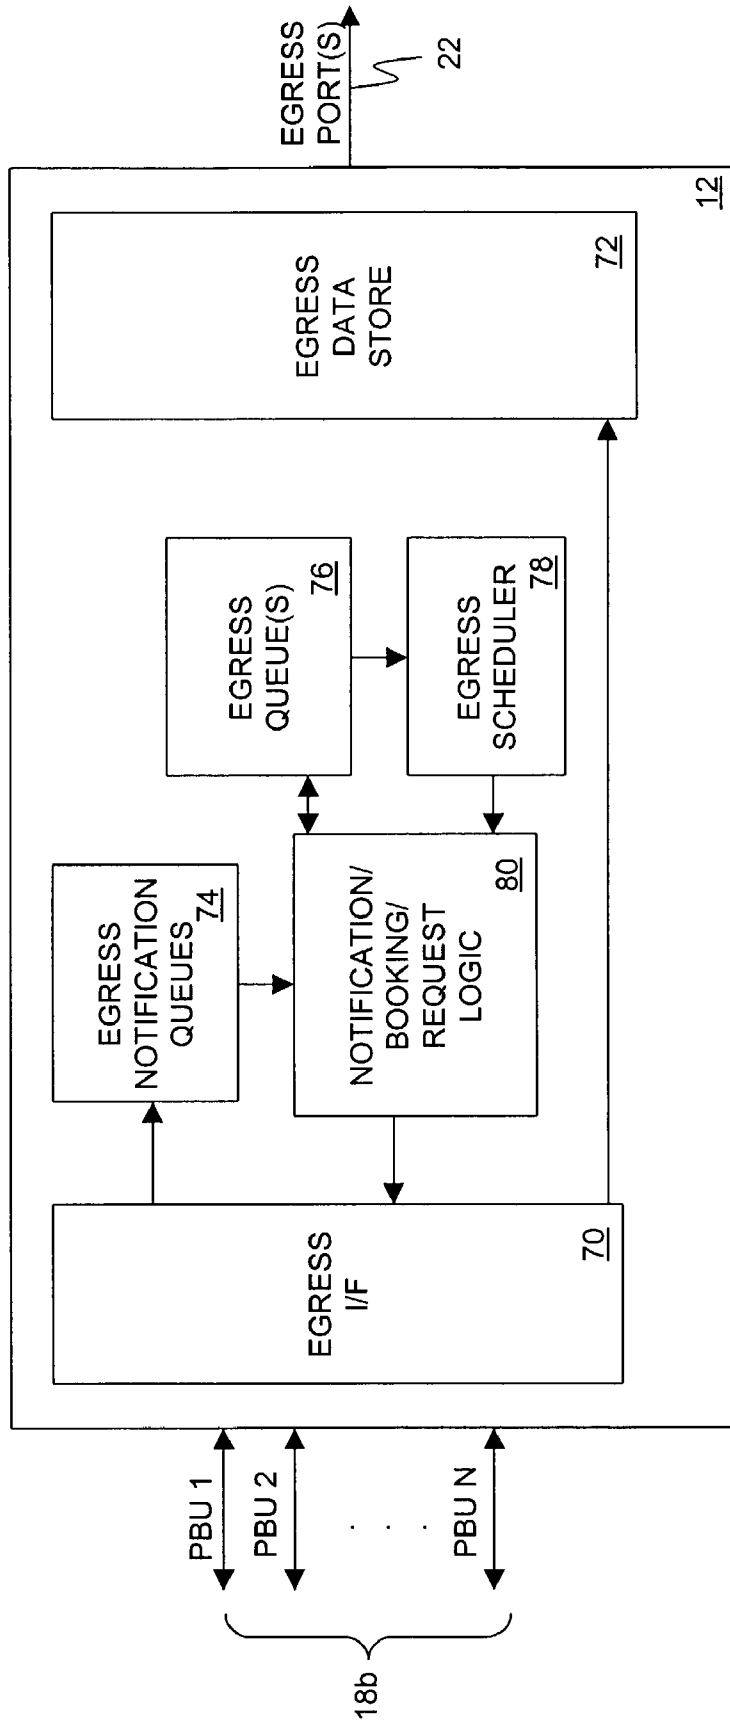 18b
PBU 1
PBU 2
. . .
PBU N
EGRESS
I/F
70
EGRESS
NOTIFICATION
QUEUES
74
NOTIFICATION/
BOOKING/
REQUEST
LOGIC
80
EGRESS
QUEUE(S)
76
EGRESS
SCHEDULER
78
EGRESS
DATA
STORE
72
12
EGRESS
PORT(S)
22